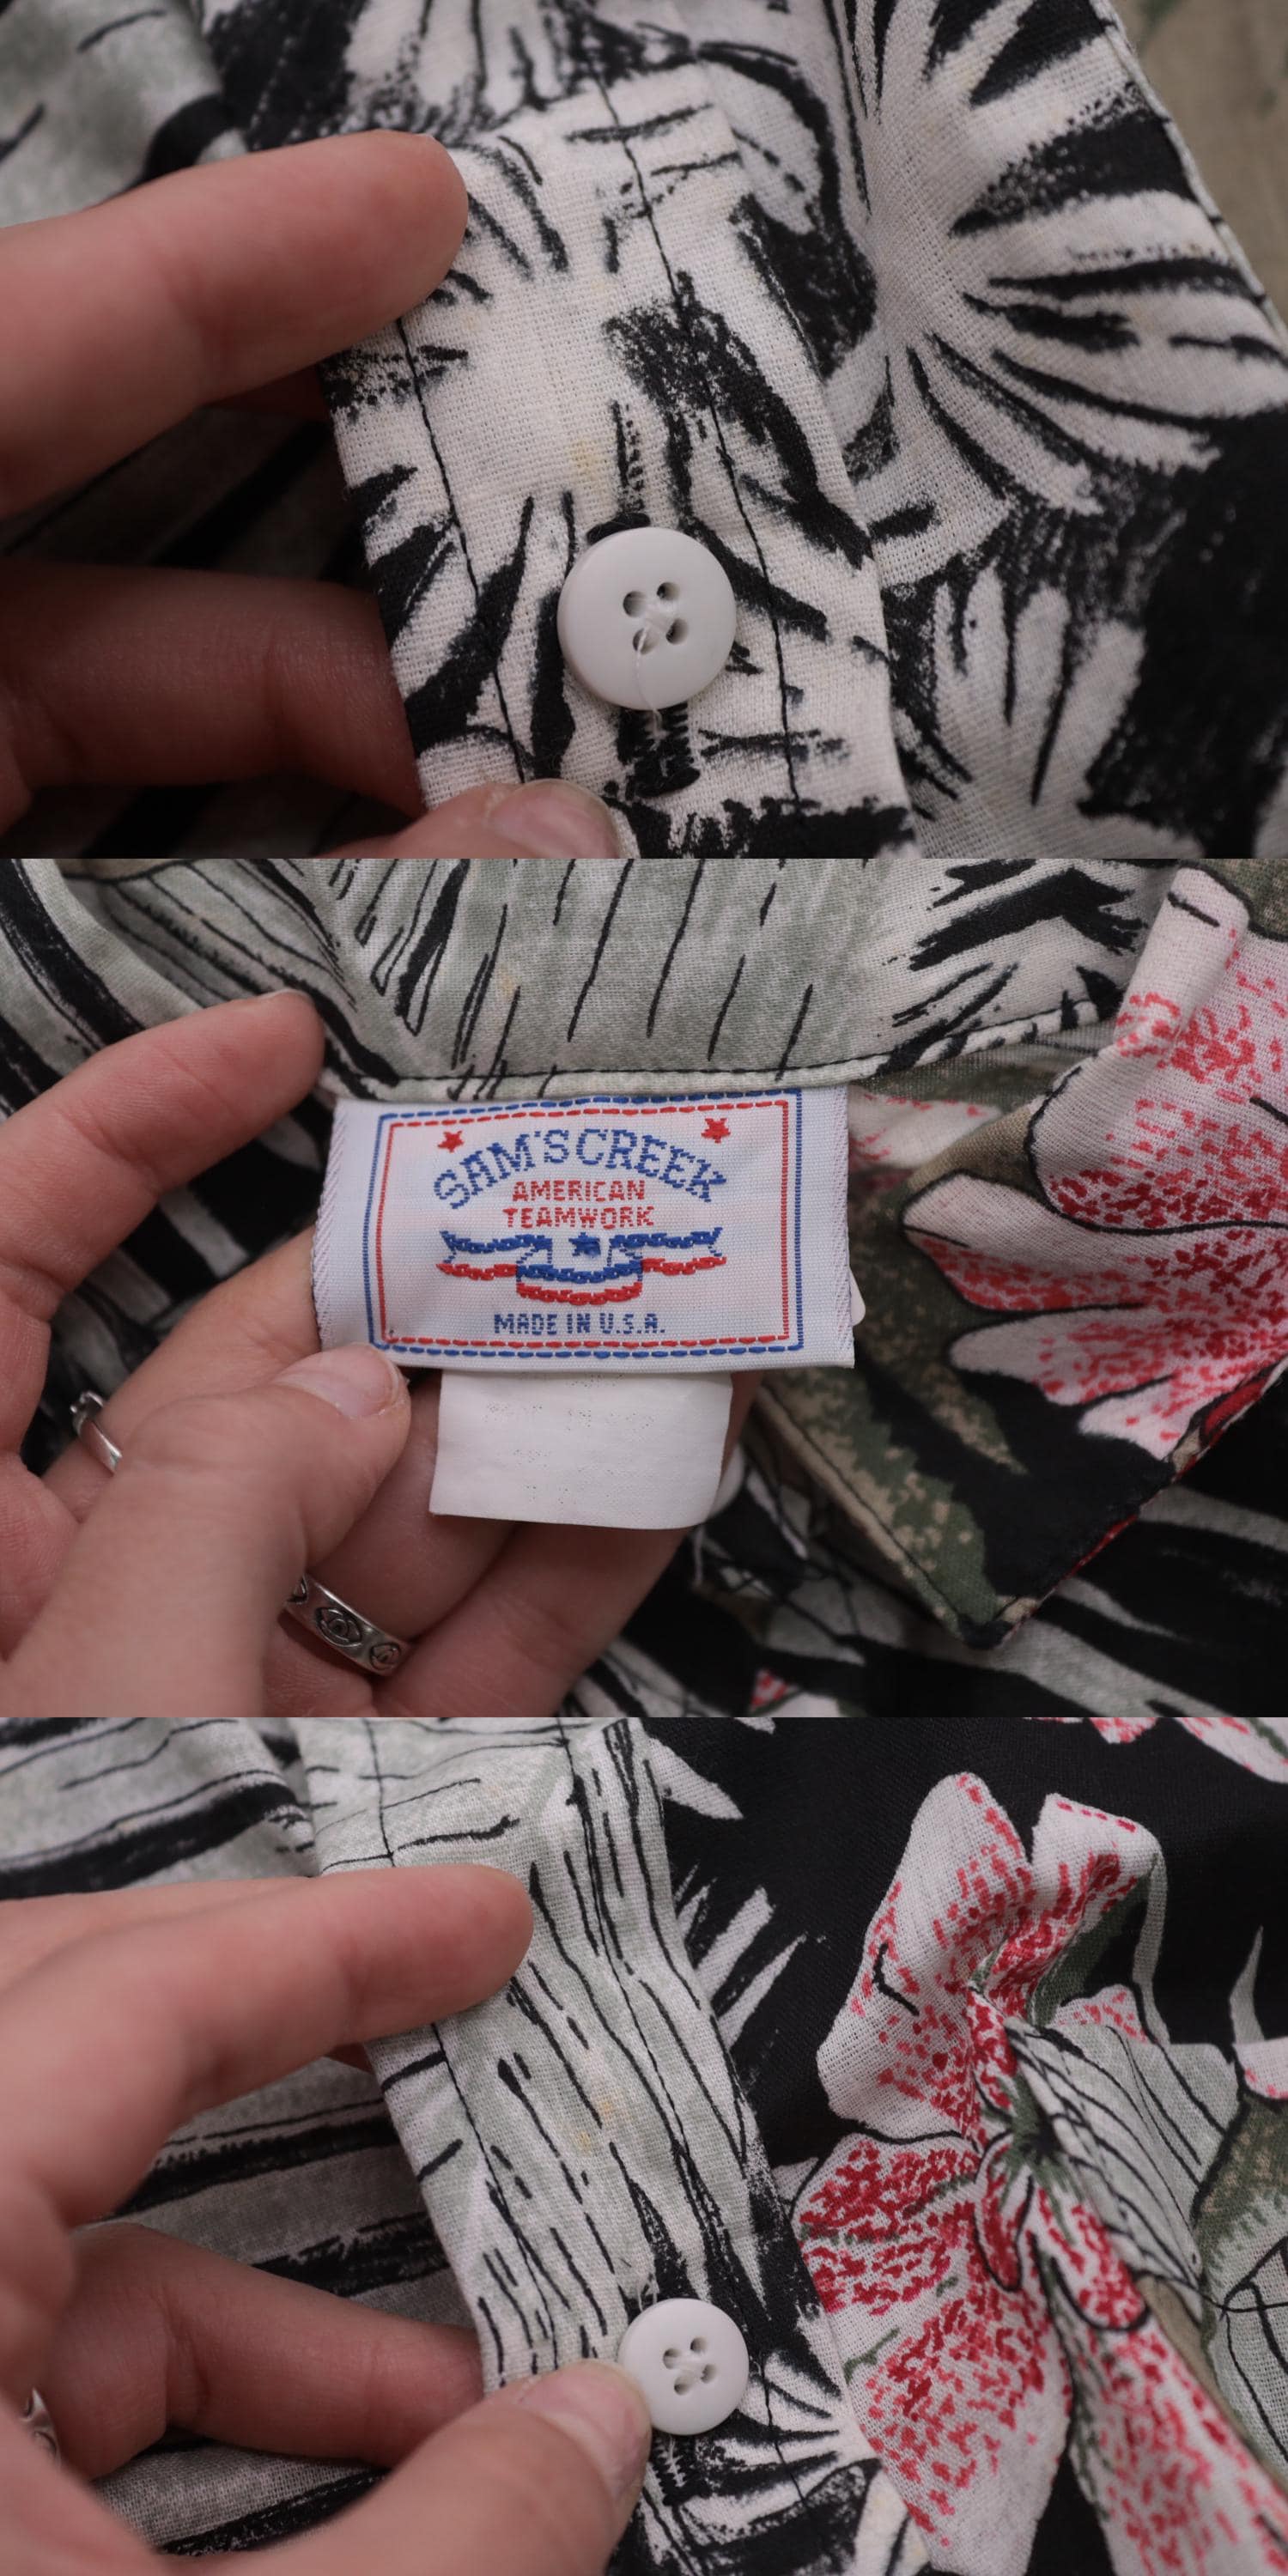 SAM'S CREEK
AMERICAN
TEAMWORK
MADE IN U.S.A.